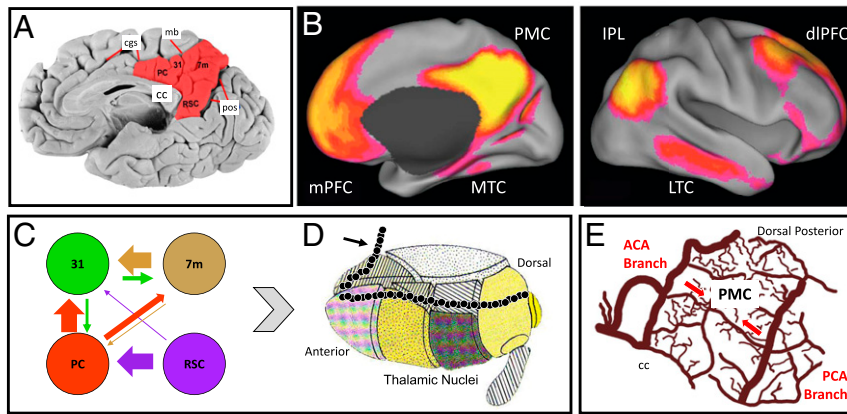 A
cgs
mb
PC
31
7m
CC
RSC
pos
B
PMC
mPFC
MTC
IPL
dlPFC
LTC
C
31
7m
PC
RSC
D
Dorsal
Anterior
Thalamic Nuclei
E
ACA
Branch
Dorsal Posterior
PMC
cc
PCA
Branch